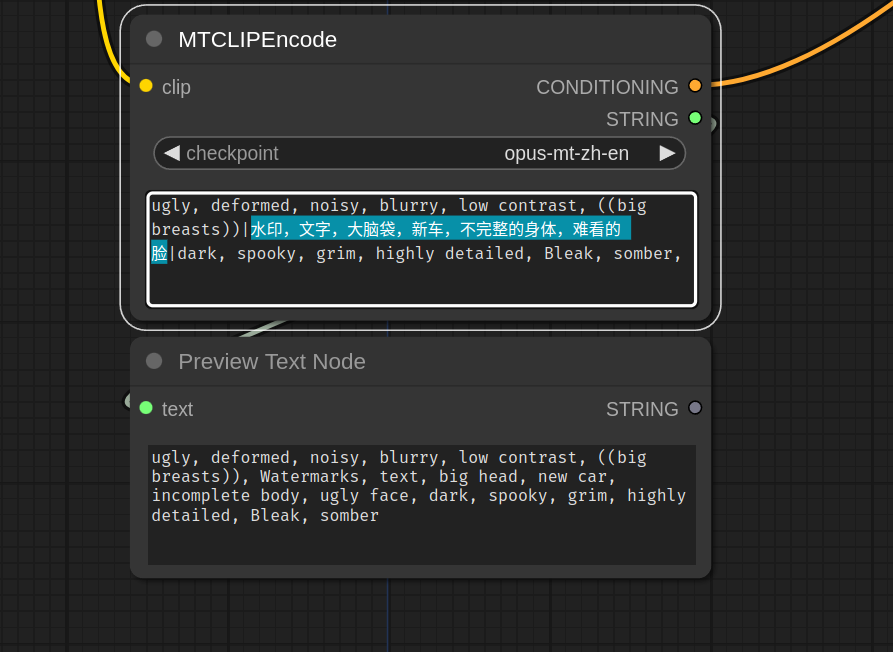 MTCLIPEncode
clip
CONDITIONING
STRING
checkpoint opus-mt-zh-en
ugly, deformed, noisy, blurry, low contrast, ((big
breasts))|水印，文字，大脑袋，新车，不完整的身体，难看的
脸|dark, spooky, grim, highly detailed, Bleak, somber,
Preview Text Node
text
STRING
ugly, deformed, noisy, blurry, low contrast, ((big
breasts)), Watermarks, text, big head, new car,
incomplete body, ugly face, dark, spooky, grim, highly
detailed, Bleak, somber